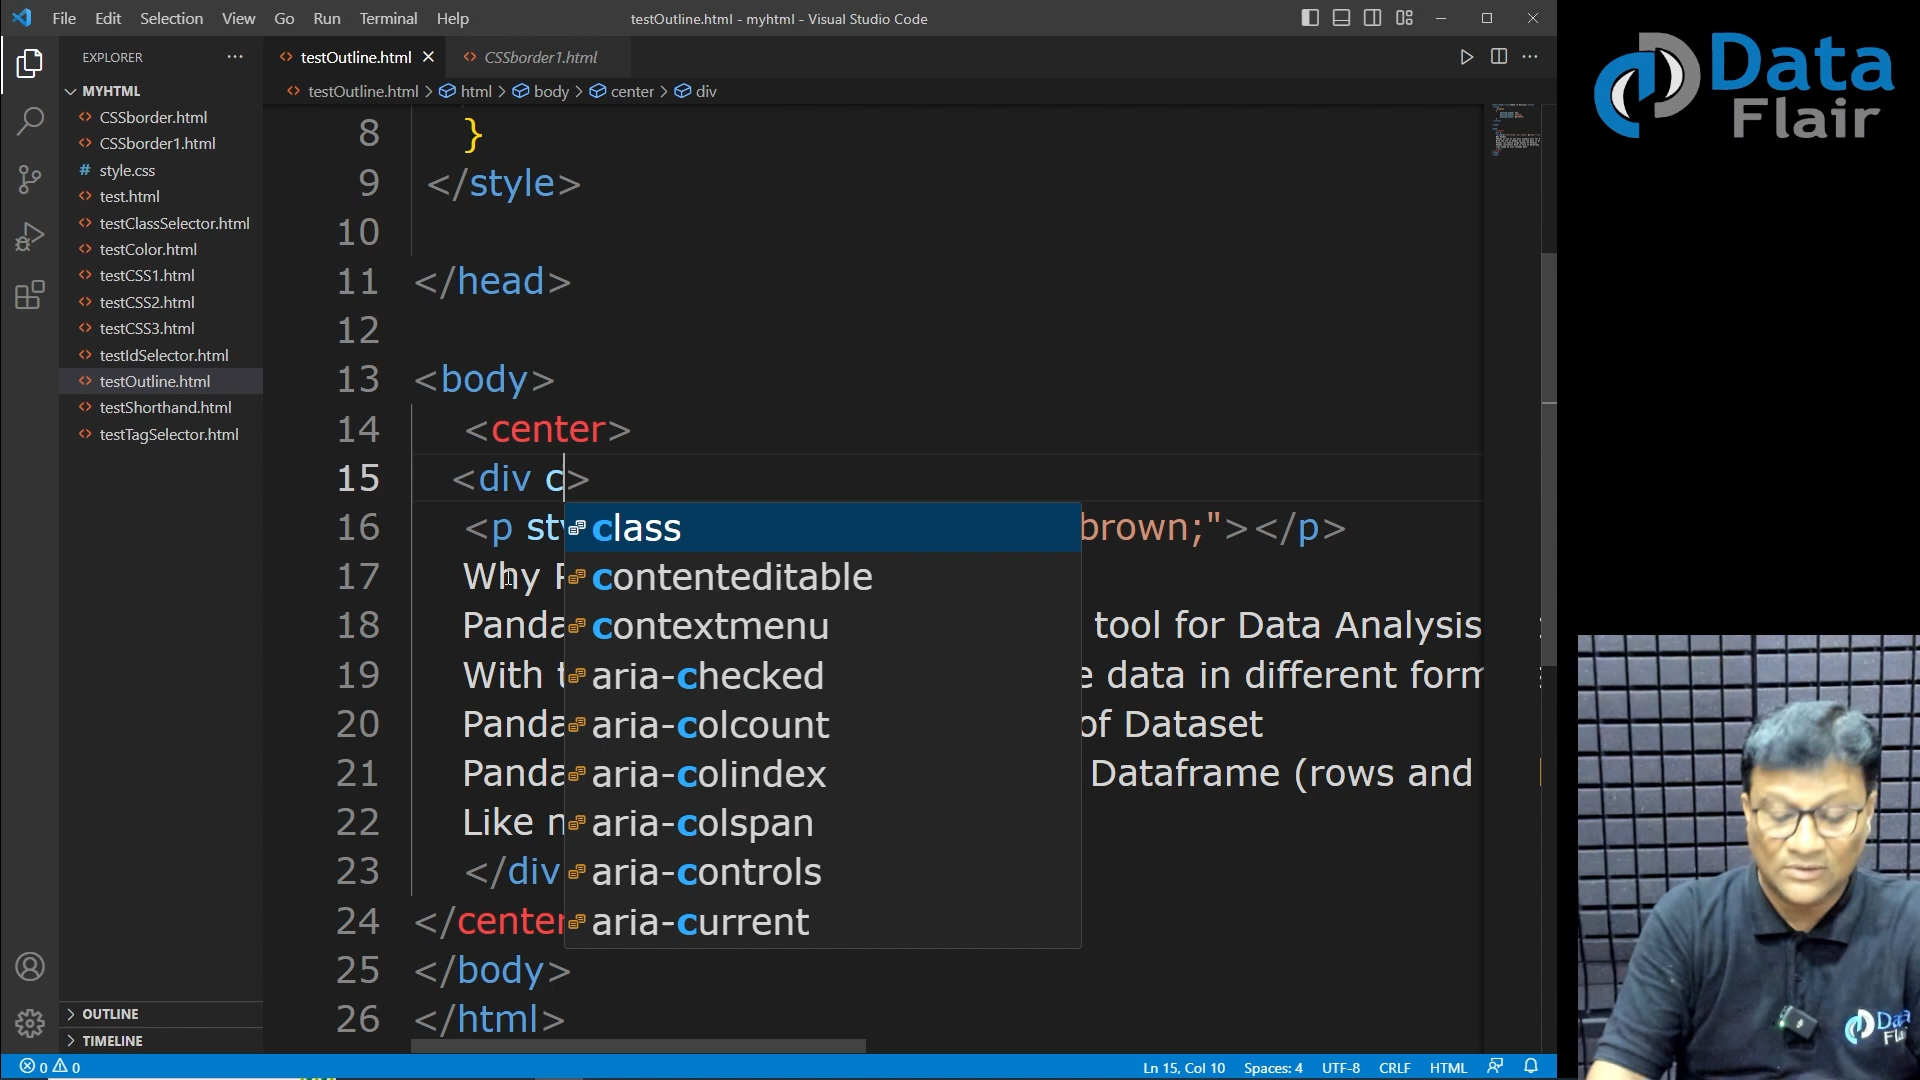 File Edit Selection View Go Run Terminal Help
testOutline.html - myhtml - Visual Studio Code
EXPLORER
MYHTML
CSSborder.html
CSSborder1.html
# style.css
test.html
testClassSelector.html
testColor.html
testCSS1.html
testCSS2.html
testCSS3.html
testIdSelector.html
testOutline.html
testShorthand.html
testTagSelector.html
OUTLINE
TIMELINE
testOutline.html CSSborder1.html
testOutline.html > html > body > center > div
8 }
9 </style>
10
11 </head>
12
13 <body>
14 <center>
15 <div c>
16 <p sty brown;"></p>
17 Why
18 Panda tool for Data Analysis
19 With data in different form
20 Panda of Dataset
21 Panda Dataframe (rows and
22 Like
23 </div
24 </center
25 </body>
26 </html>
class
contenteditable
contextmenu
aria-checked
aria-colcount
aria-colindex
aria-colspan
aria-controls
aria-current
0 0
Ln 15, Col 10 Spaces: 4 UTF-8 CRLF HTML
Data
Flair